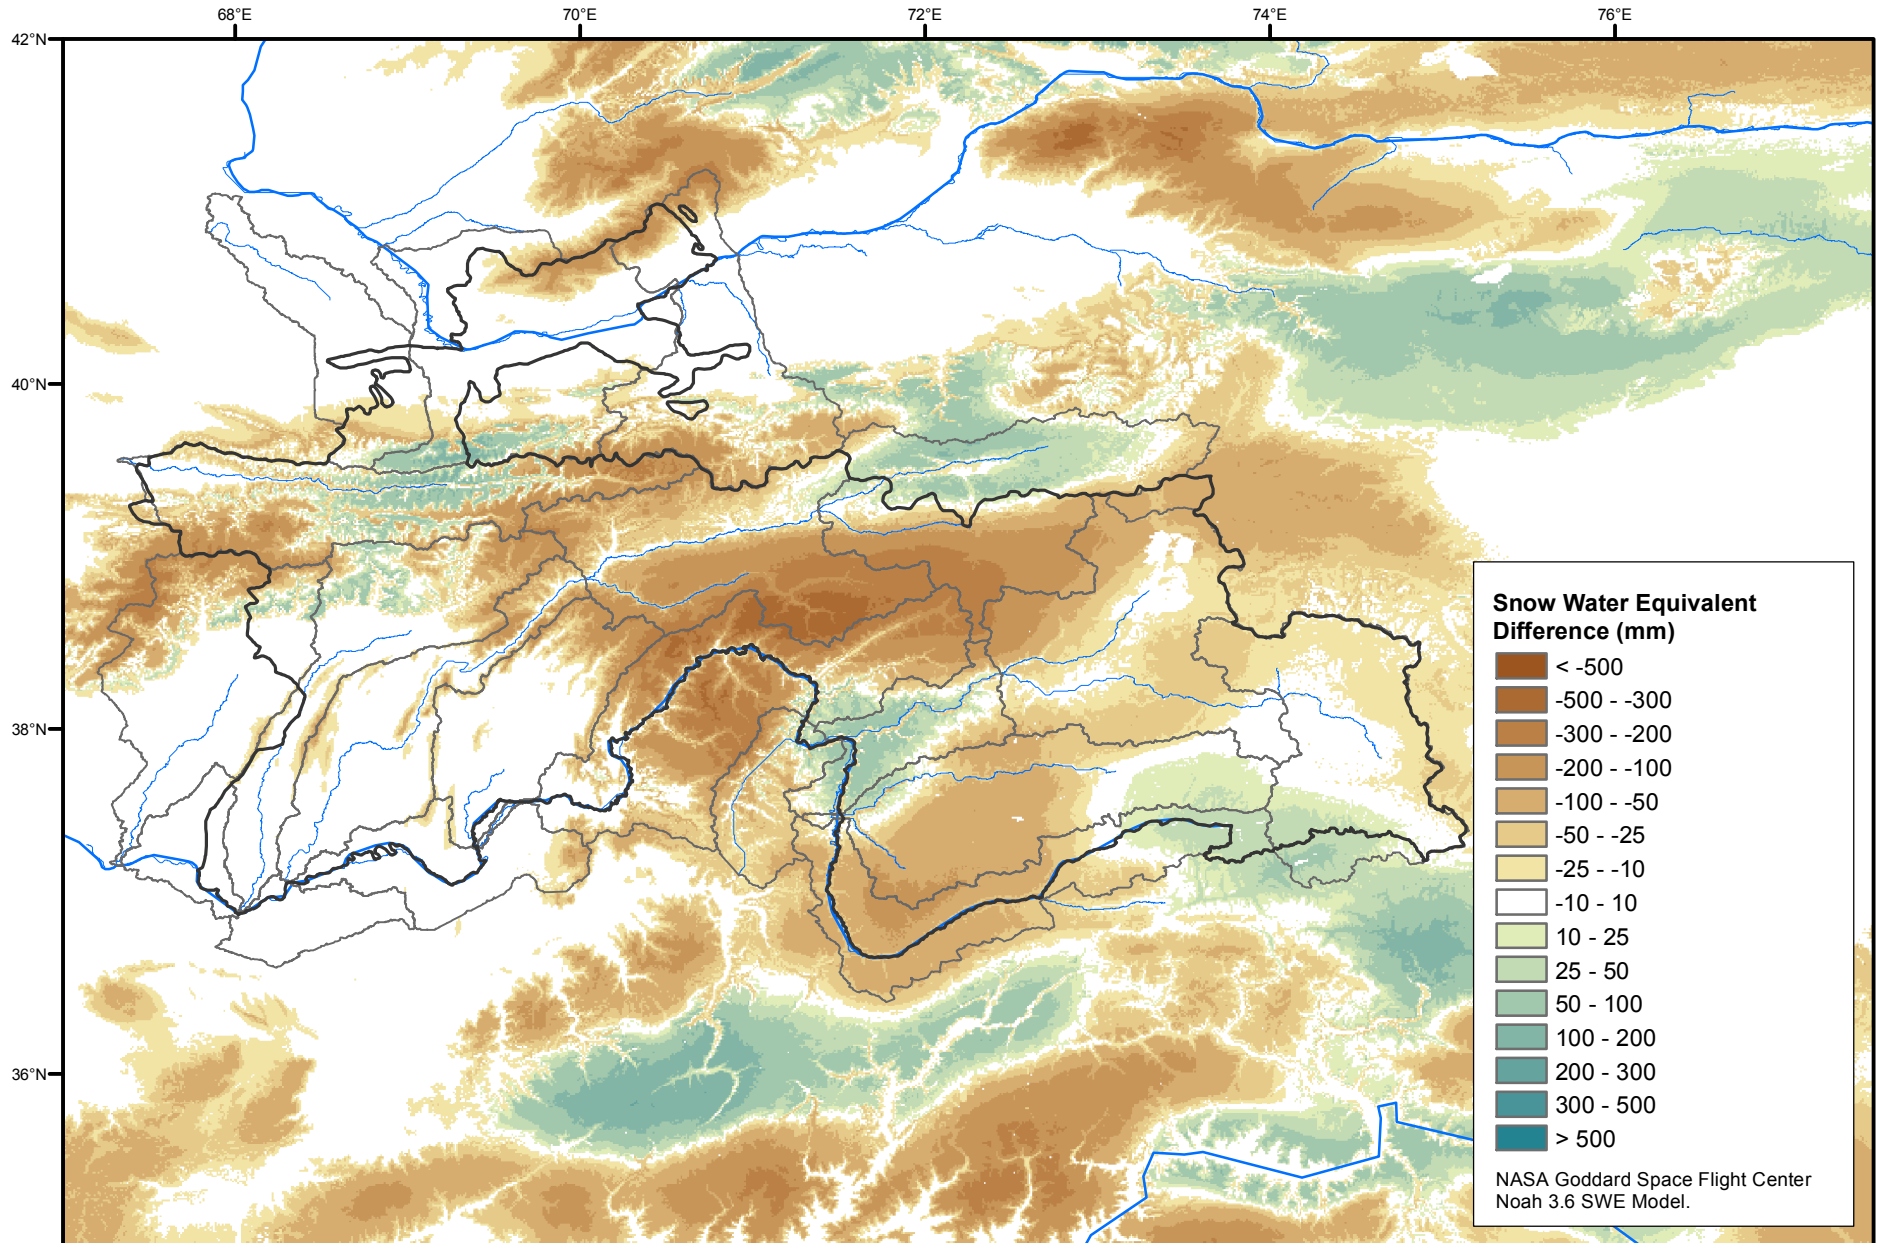 68°E
70°E
72°E
74°E
76°E
42°N
40°N
38°N
36°N
Snow Water Equivalent
Difference (mm)
< -500
-500 - -300
-300 - -200
-200 - -100
-100 - -50
-50 - -25
-25 - -10
-10 - 10
10 - 25
25 - 50
50 - 100
100 - 200
200 - 300
300 - 500
> 500
NASA Goddard Space Flight Center
Noah 3.6 SWE Model.